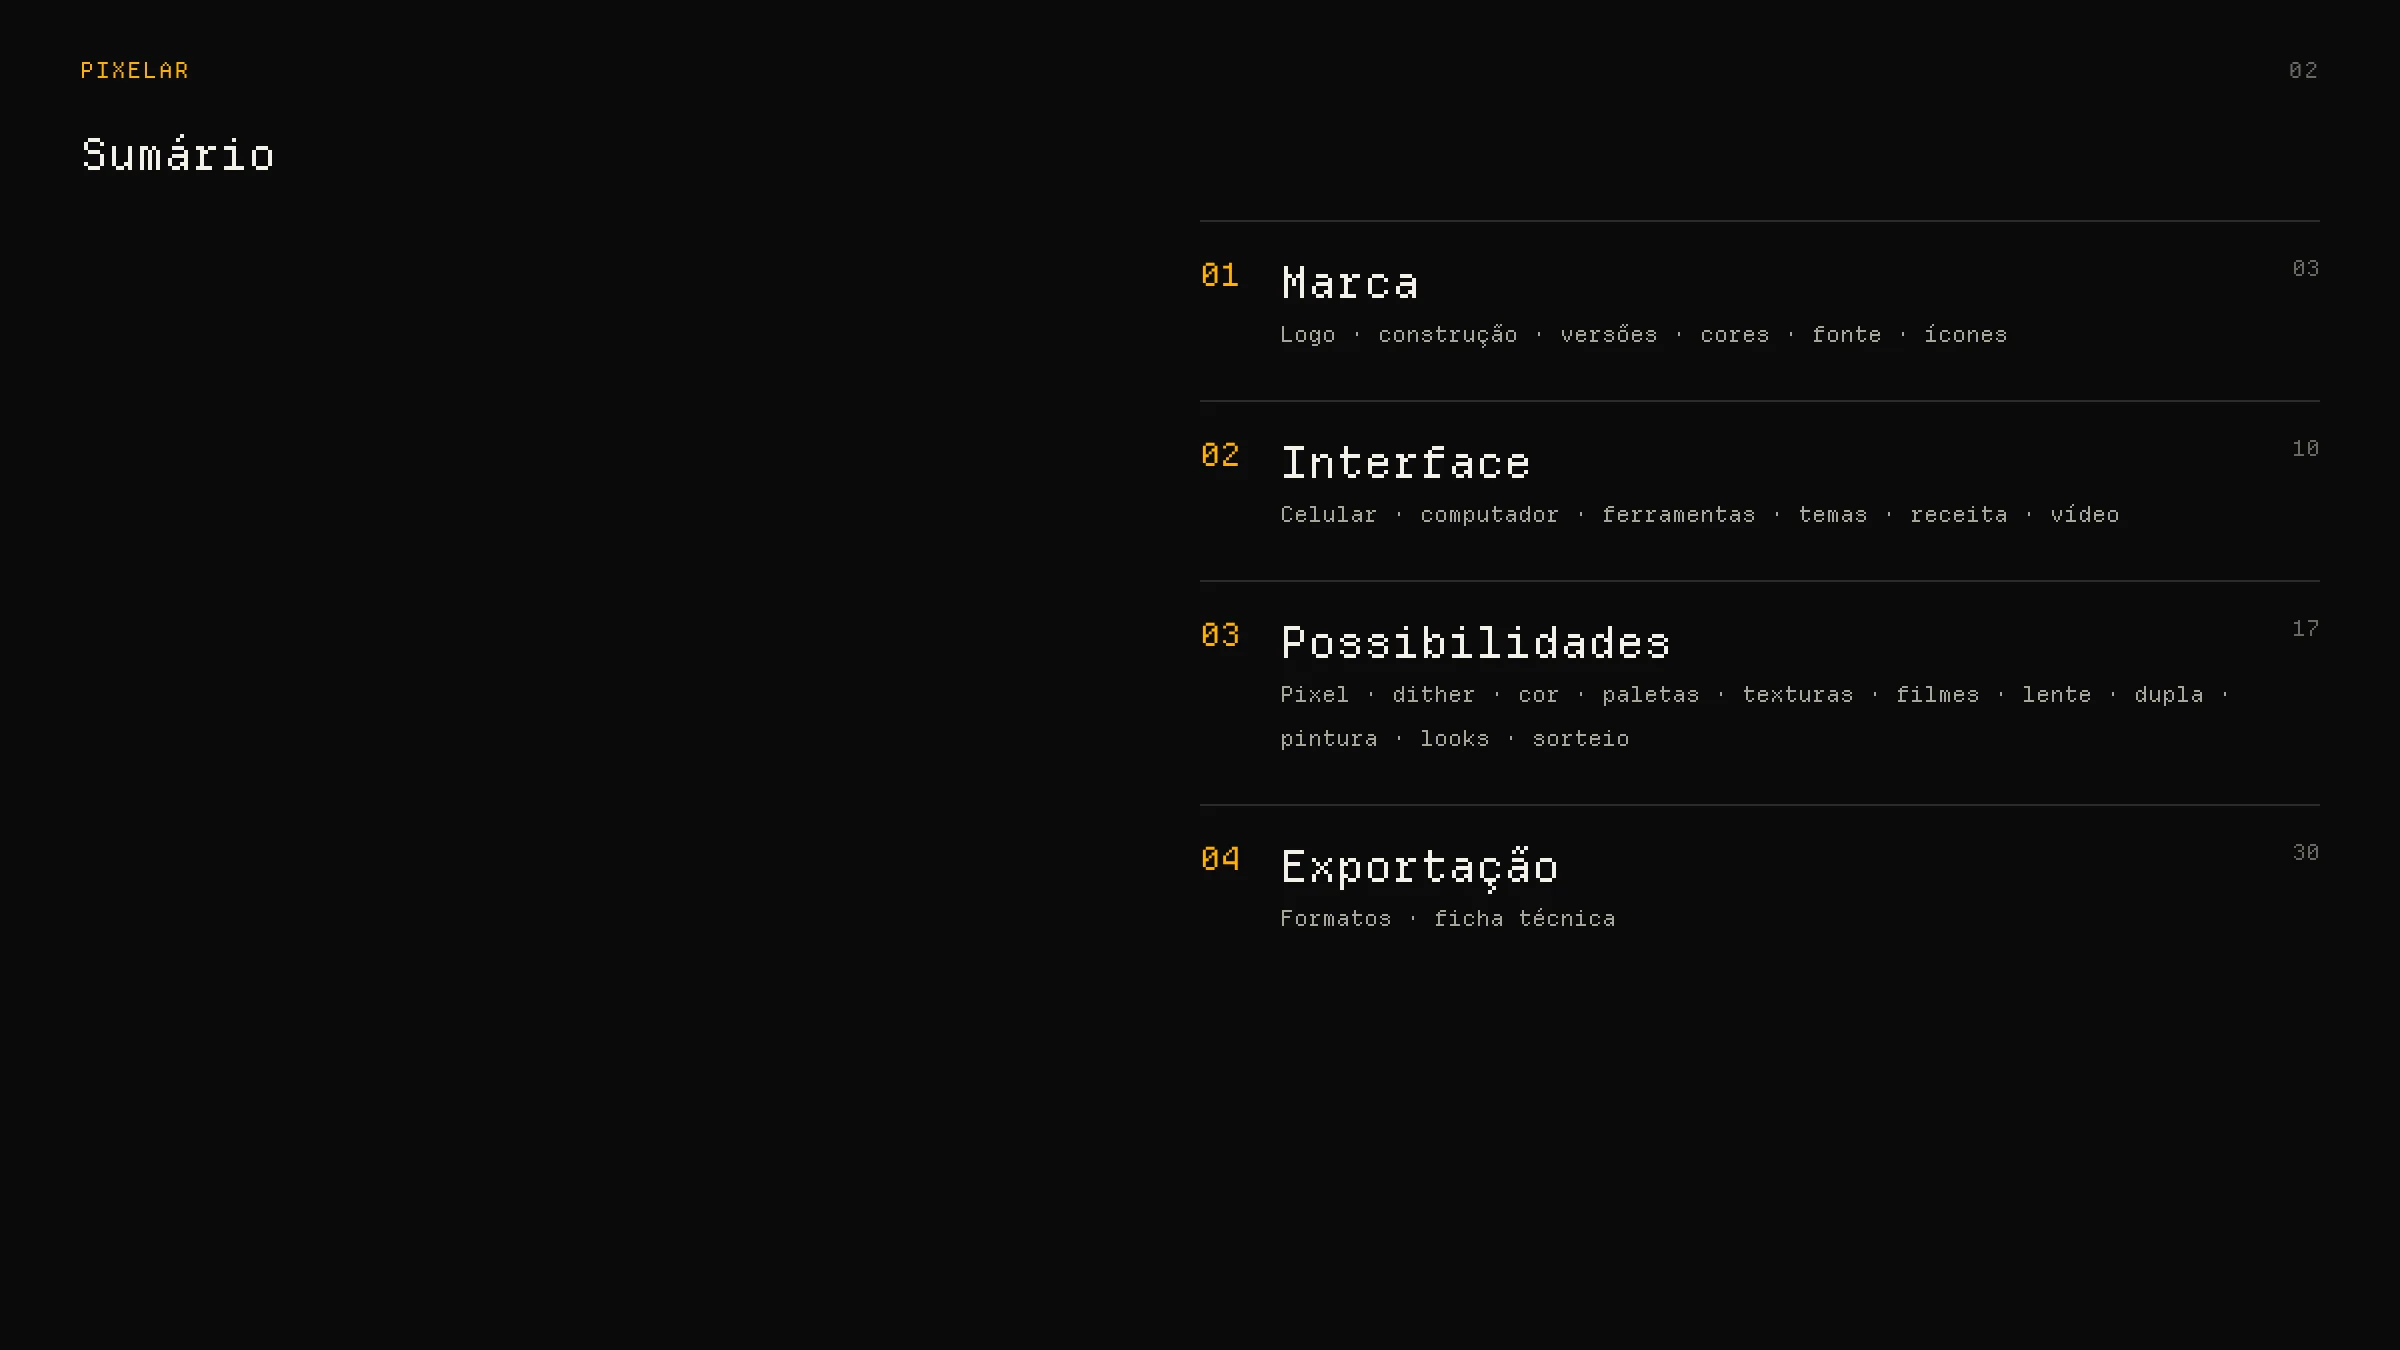 PIXELAR
02
Sumário
01 Marca 03
Logo · construção · versões · cores · fonte · ícones
02 Interface 10
Celular · computador · ferramentas · temas · receita · vídeo
03 Possibilidades 17
Pixel · dither · cor · paletas · texturas · filmes · lente · dupla ·
pintura · looks · sorteio
04 Exportação 30
Formatos · ficha técnica